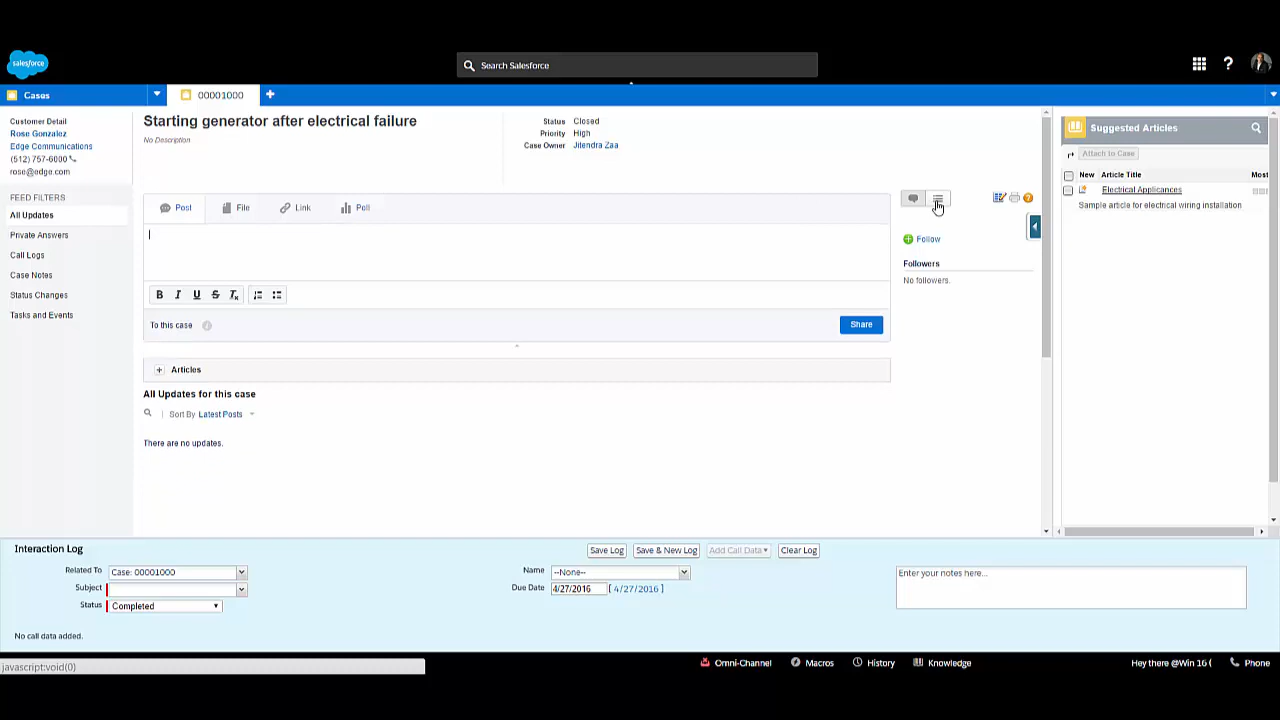 salesforce
Search Salesforce
?
Cases
00001000
Customer Detail
Rose Gonzalez
Edge Communications
(512) 757-6000
rose@edge.com
Starting generator after electrical failure
No Description
Status Closed
Priority High
Case Owner Jitendra Zaa
Suggested Articles
Attach to Case
New Article Title Most
Electrical Applicances
Sample article for electrical wiring installation
FEED FILTERS
All Updates
Private Answers
Call Logs
Case Notes
Status Changes
Tasks and Events
Post File Link Poll
B I U S Tx
To this case
Share
Follow
Followers
No followers.
Articles
All Updates for this case
Sort By Latest Posts
There are no updates.
Interaction Log
Save Log Save & New Log Add Call Data Clear Log
Related To Case: 00001000
Subject
Status Completed
Name --None--
Due Date 4/27/2016 [ 4/27/2016 ]
Enter your notes here...
No call data added.
javascript:void(0)
Omni-Channel Macros History Knowledge Hey there @Win 16 ( Phone